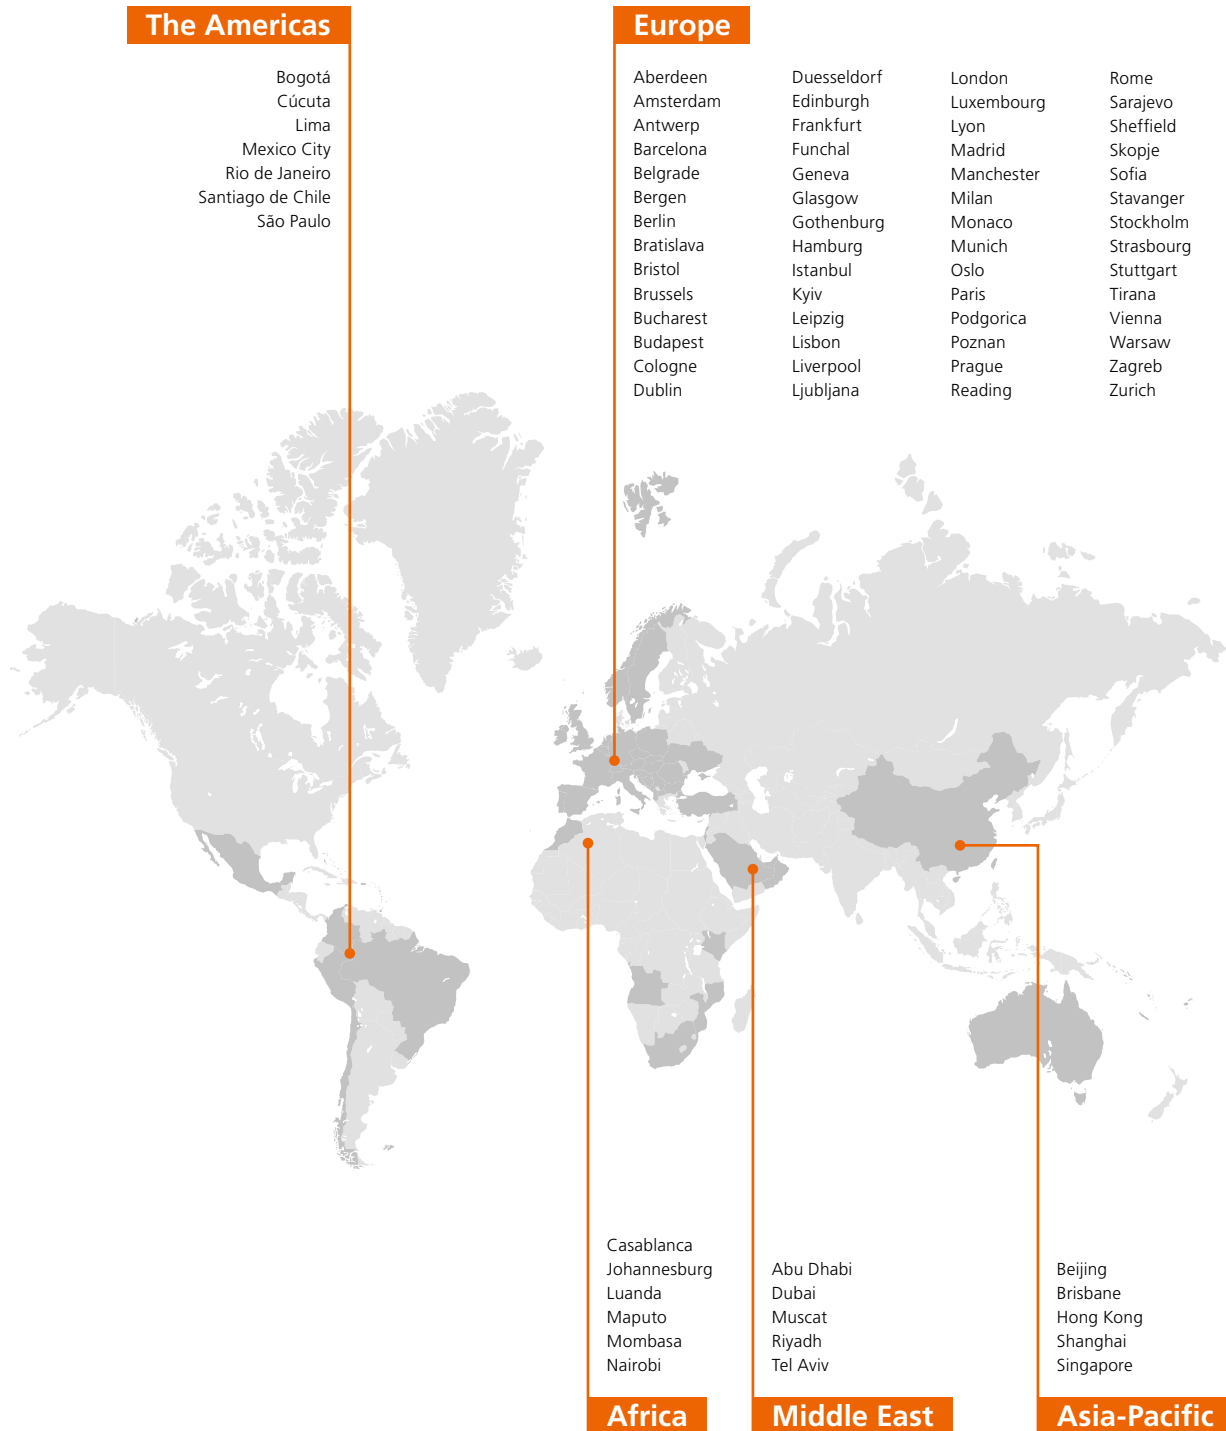 The Americas
Bogotá
Cúcuta
Lima
Mexico City
Rio de Janeiro
Santiago de Chile
São Paulo
Europe
Aberdeen
Amsterdam
Antwerp
Barcelona
Belgrade
Bergen
Berlin
Bratislava
Bristol
Brussels
Bucharest
Budapest
Cologne
Dublin
Duesseldorf
Edinburgh
Frankfurt
Funchal
Geneva
Glasgow
Gothenburg
Hamburg
Istanbul
Kyiv
Leipzig
Lisbon
Liverpool
Ljubljana
London
Luxembourg
Lyon
Madrid
Manchester
Milan
Monaco
Munich
Oslo
Paris
Podgorica
Poznan
Prague
Reading
Rome
Sarajevo
Sheffield
Skopje
Sofia
Stavanger
Stockholm
Strasbourg
Stuttgart
Tirana
Vienna
Warsaw
Zagreb
Zurich
Casablanca
Johannesburg
Luanda
Maputo
Mombasa
Nairobi
Africa
Abu Dhabi
Dubai
Muscat
Riyadh
Tel Aviv
Middle East
Beijing
Brisbane
Hong Kong
Shanghai
Singapore
Asia-Pacific